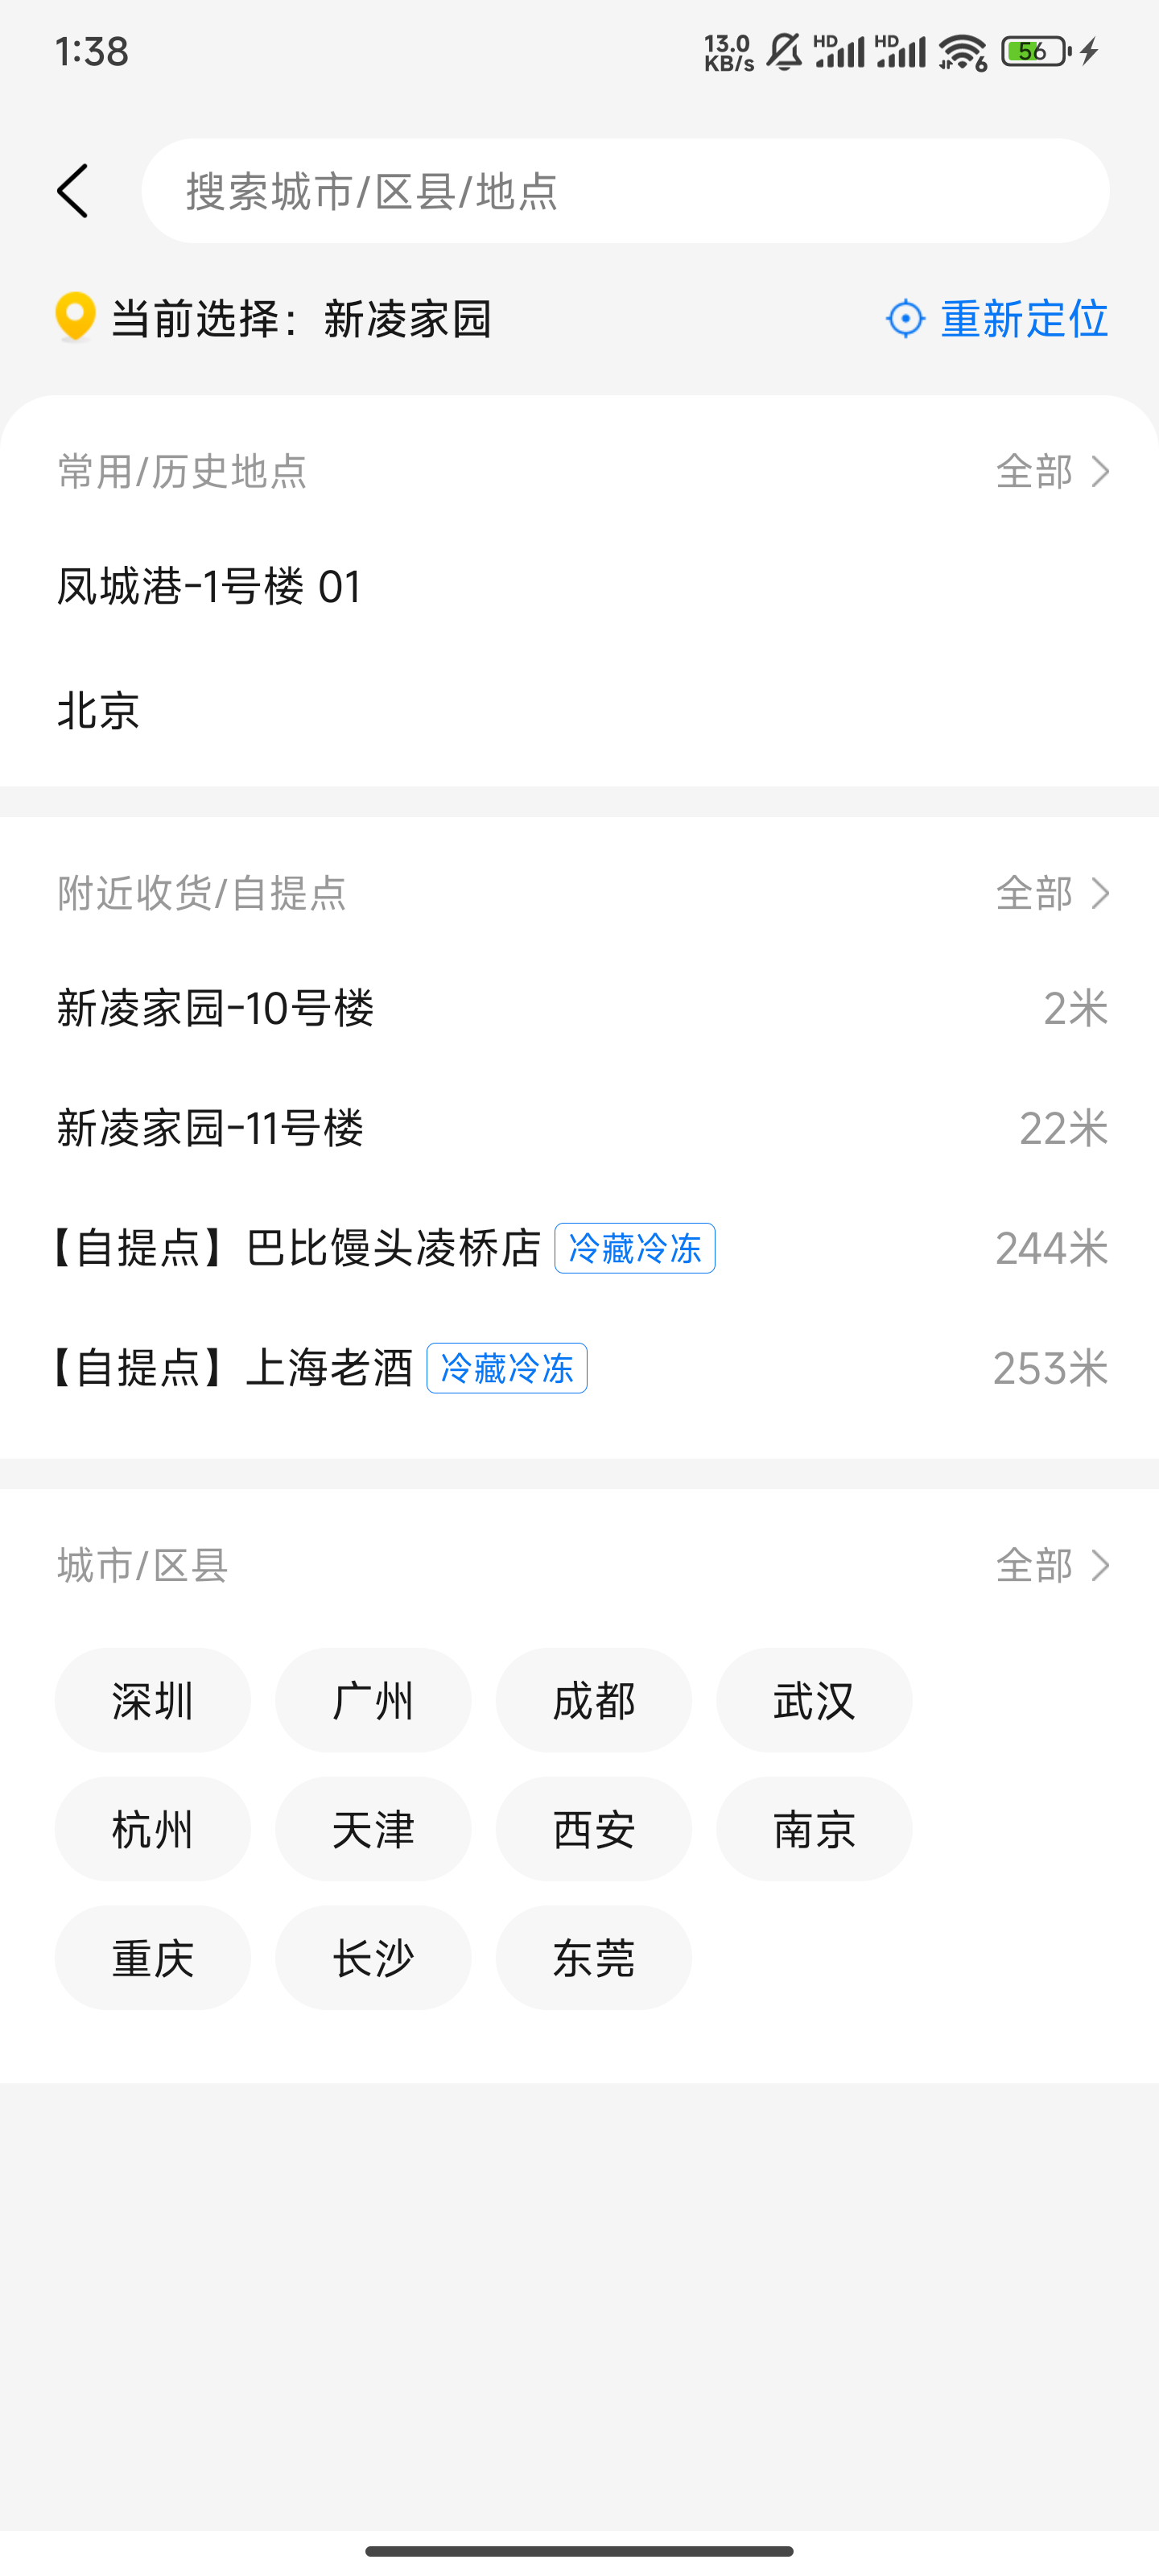 1:38
13.0 KB/s HD HD 6 56
搜索城市/区县/地点
当前选择：新凌家园 重新定位
常用/历史地点 全部
凤城港-1号楼 01
北京
附近收货/自提点 全部
新凌家园-10号楼 2米
新凌家园-11号楼 22米
【自提点】巴比馒头凌桥店 冷藏冷冻 244米
【自提点】上海老酒 冷藏冷冻 253米
城市/区县 全部
深圳 广州 成都 武汉
杭州 天津 西安 南京
重庆 长沙 东莞